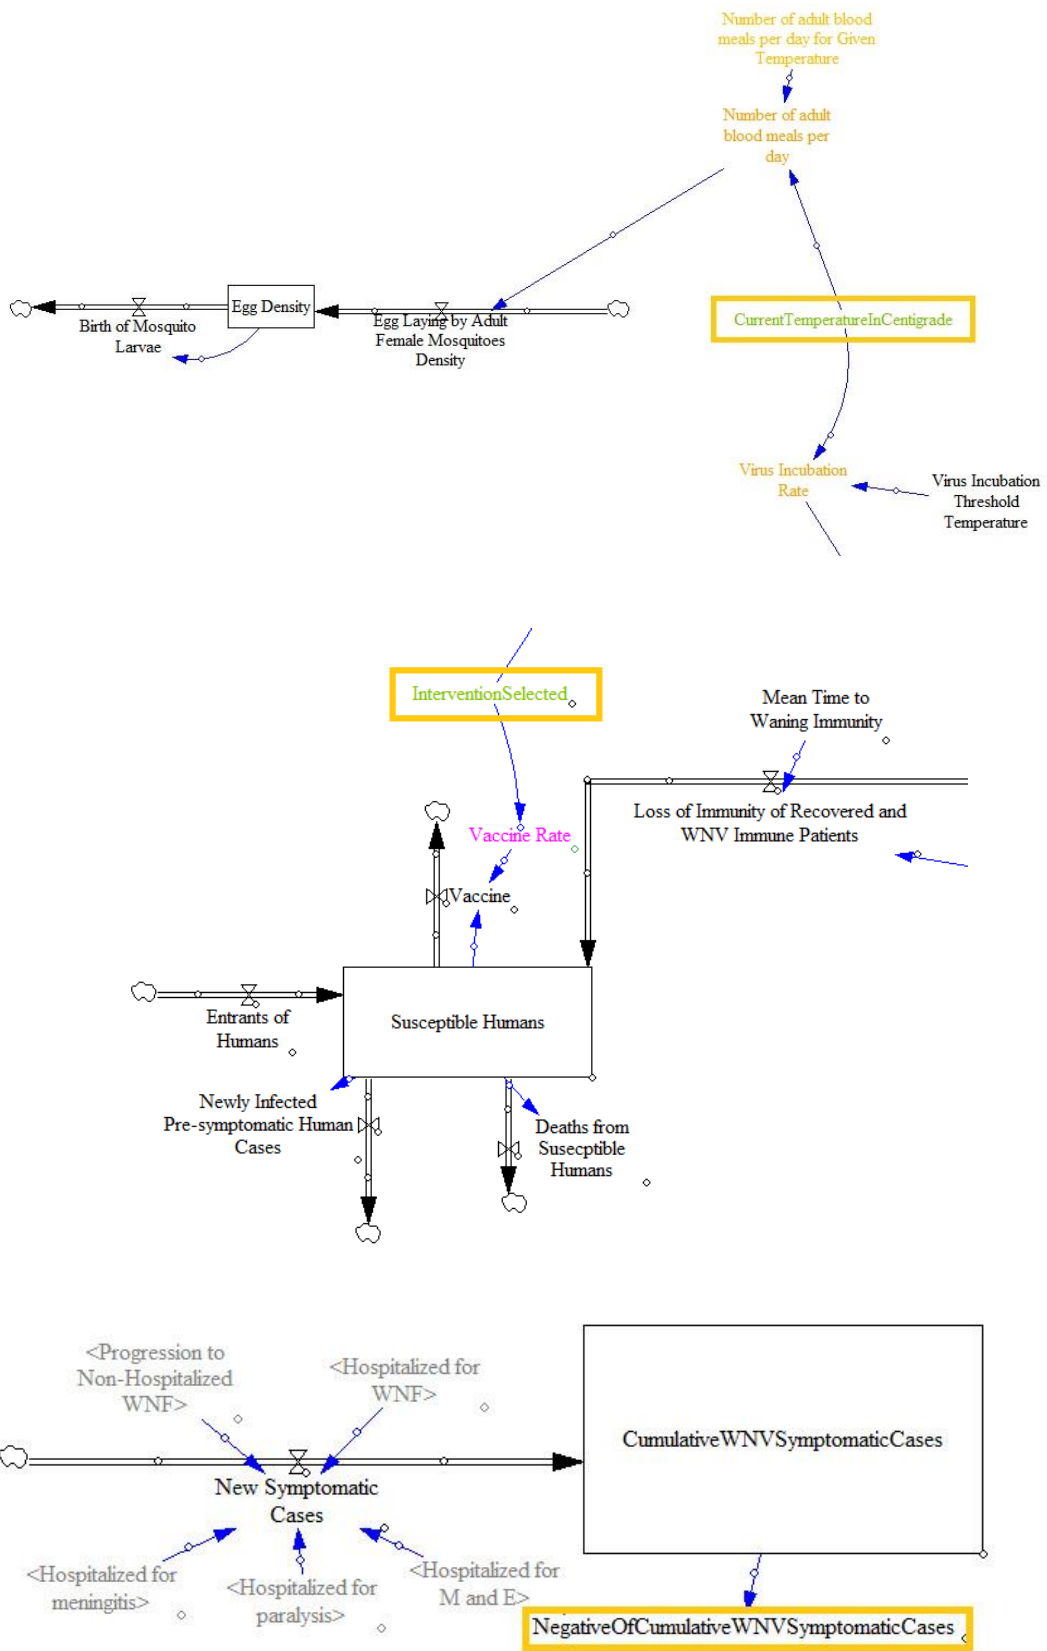 Number of adult blood
meals per day for Given
Temperature
Number of adult
blood meals per
day
Egg Density
Birth of Mosquito
Larvae
Egg Laying by Adult
Female Mosquitoes
Density
CurrentTemperatureInCentigrade
Virus Incubation
Rate
Virus Incubation
Threshold
Temperature
InterventionSelected
Mean Time to
Waning Immunity
Loss of Immunity of Recovered and
WNV Immune Patients
Vaccine Rate
Vaccine
Entrants of
Humans
Susceptible Humans
Newly Infected
Pre-symptomatic Human
Cases
Deaths from
Susecptible
Humans
<Progression to
Non-Hospitalized
WNF>
<Hospitalized for
WNF>
CumulativeWNVSymptomaticCases
New Symptomatic
Cases
<Hospitalized for
meningitis>
<Hospitalized for
paralysis>
<Hospitalized for
M and E>
NegativeOfCumulativeWNVSymptomaticCases